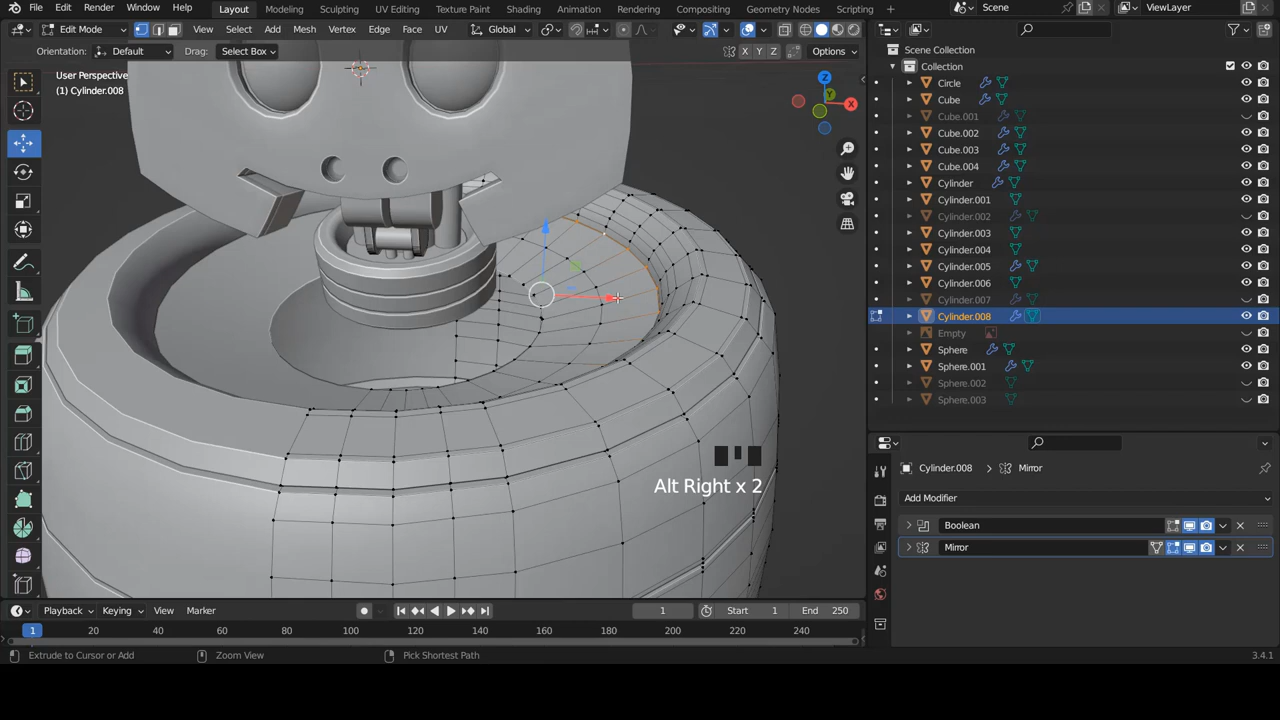 File Edit Render Window Help Layout Modeling Sculpting UV Editing Texture Paint Shading Animation Rendering Compositing Geometry Nodes Scripting Scene ViewLayer
Edit Mode View Select Add Mesh Vertex Edge Face UV Global
Orientation: Default Drag: Select Box X Y Z Options
User Perspective
(1) Cylinder.008
Z
Y
X
Scene Collection
Collection
Circle
Cube
Cube.001
Cube.002
Cube.003
Cube.004
Cylinder
Cylinder.001
Cylinder.002
Cylinder.003
Cylinder.004
Cylinder.005
Cylinder.006
Cylinder.007
Cylinder.008
Empty
Sphere
Sphere.001
Sphere.002
Sphere.003
Alt Right x 2
Cylinder.008 Mirror
Add Modifier
Boolean
Mirror
Playback Keying View Marker 1 Start 1 End 250
1 20 40 60 80 100 120 140 160 180 200 220 240
Extrude to Cursor or Add Zoom View Pick Shortest Path 3.4.1